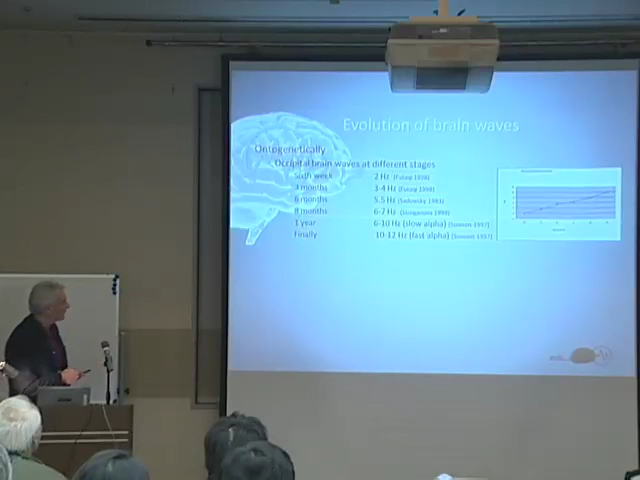 Evolution of brain waves
Ontogenetically
Occipital brain waves at different stages
Sixth week 2 Hz
3 months 3-4 Hz
6 months 5.5 Hz (Sadowsky 1983)
8 months 6-7 Hz
1 year 6-10 Hz (slow alpha)
Finally 10-12 Hz (fast alpha)